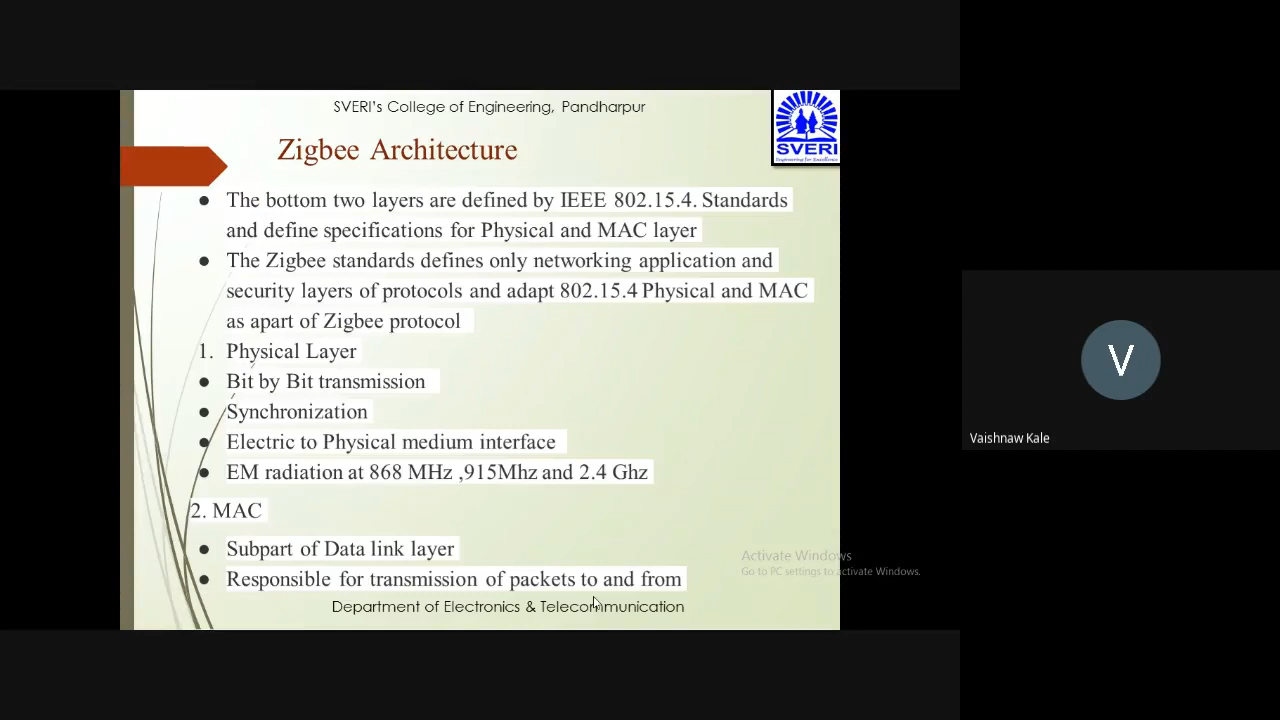 SVERI's College of Engineering, Pandharpur
SVERI
Engineering for Excellence
Zigbee Architecture
● The bottom two layers are defined by IEEE 802.15.4. Standards
and define specifications for Physical and MAC layer
● The Zigbee standards defines only networking application and
security layers of protocols and adapt 802.15.4 Physical and MAC
as apart of Zigbee protocol
1. Physical Layer
● Bit by Bit transmission
● Synchronization
● Electric to Physical medium interface
● EM radiation at 868 MHz ,915Mhz and 2.4 Ghz
2. MAC
● Subpart of Data link layer
● Responsible for transmission of packets to and from
Department of Electronics & Telecommunication
Activate Windows
Go to PC settings to activate Windows.
V
Vaishnaw Kale